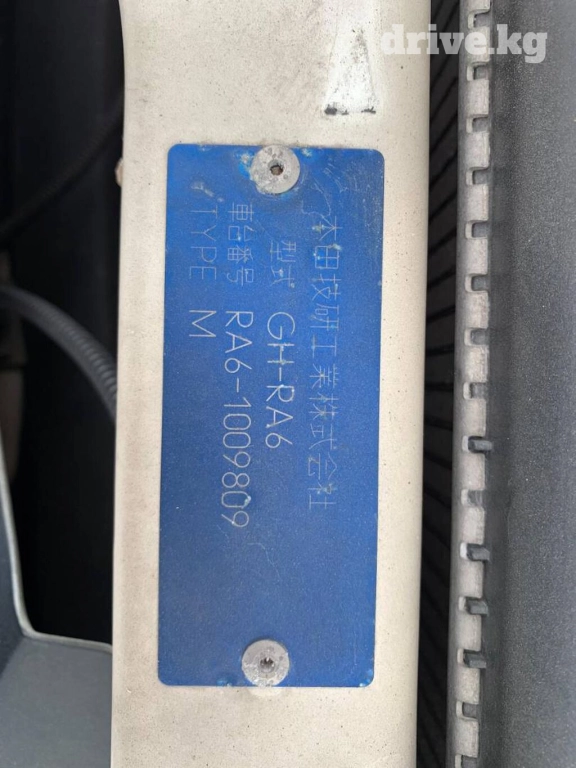 drive.kg
本田技研工業株式会社
型式 GH-RA6
車台番号 RA6-1009809
TYPE M